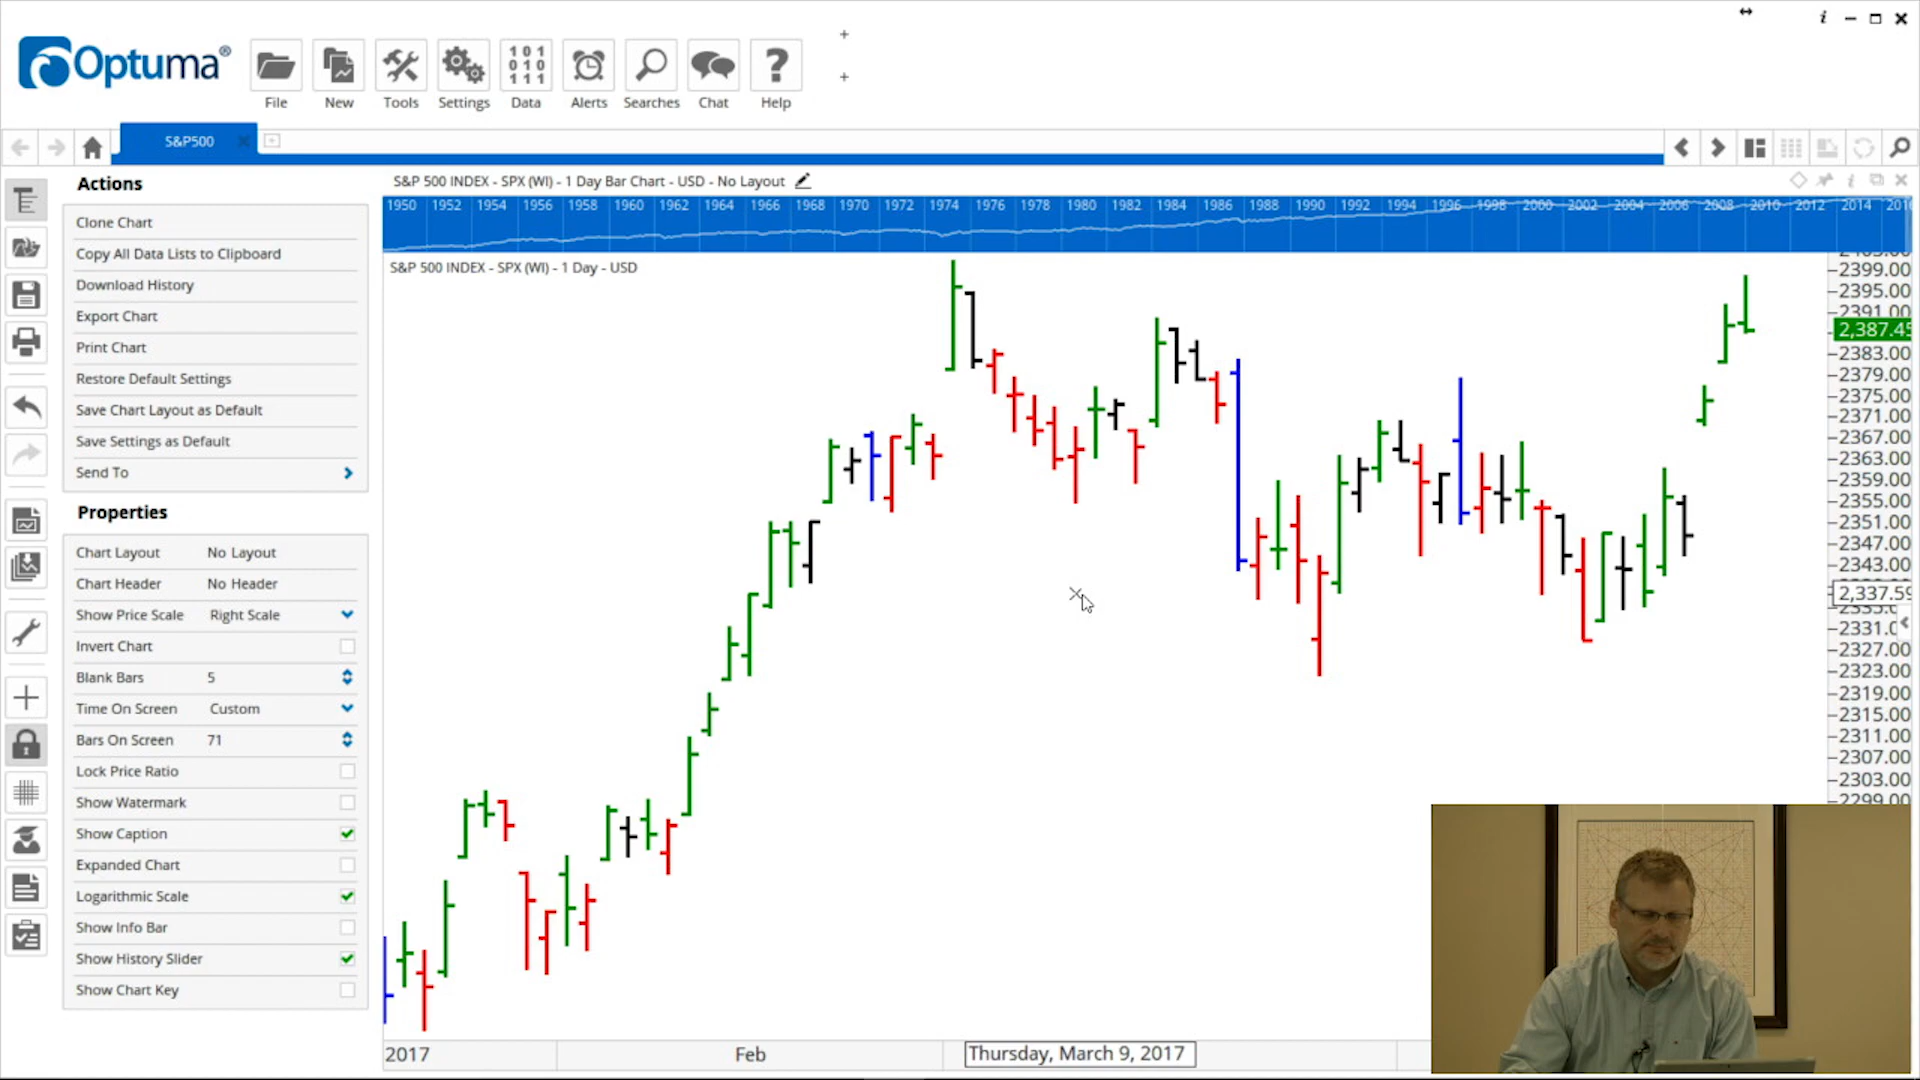 Optuma®
File New Tools Settings Data Alerts Searches Chat Help
S&P500
Actions
Clone Chart
Copy All Data Lists to Clipboard
Download History
Export Chart
Print Chart
Restore Default Settings
Save Chart Layout as Default
Save Settings as Default
Send To
Properties
Chart Layout No Layout
Chart Header No Header
Show Price Scale Right Scale
Invert Chart
Blank Bars 5
Time On Screen Custom
Bars On Screen 71
Lock Price Ratio
Show Watermark
Show Caption
Expanded Chart
Logarithmic Scale
Show Info Bar
Show History Slider
Show Chart Key
S&P 500 INDEX - SPX (WI) - 1 Day Bar Chart - USD - No Layout
1950 1952 1954 1956 1958 1960 1962 1964 1966 1968 1970 1972 1974 1976 1978 1980 1982 1984 1986 1988 1990 1992 1994 1996 1998 2000 2002 2004 2006 2008 2010 2012 2014
S&P 500 INDEX - SPX (WI) - 1 Day - USD
2399.00
2395.00
2391.00
2,387.45
2383.00
2379.00
2375.00
2371.00
2367.00
2363.00
2359.00
2355.00
2351.00
2347.00
2343.00
2,337.59
2331.0
2327.00
2323.00
2319.00
2315.00
2311.00
2307.00
2303.00
2299.00
2017 Feb Thursday, March 9, 2017